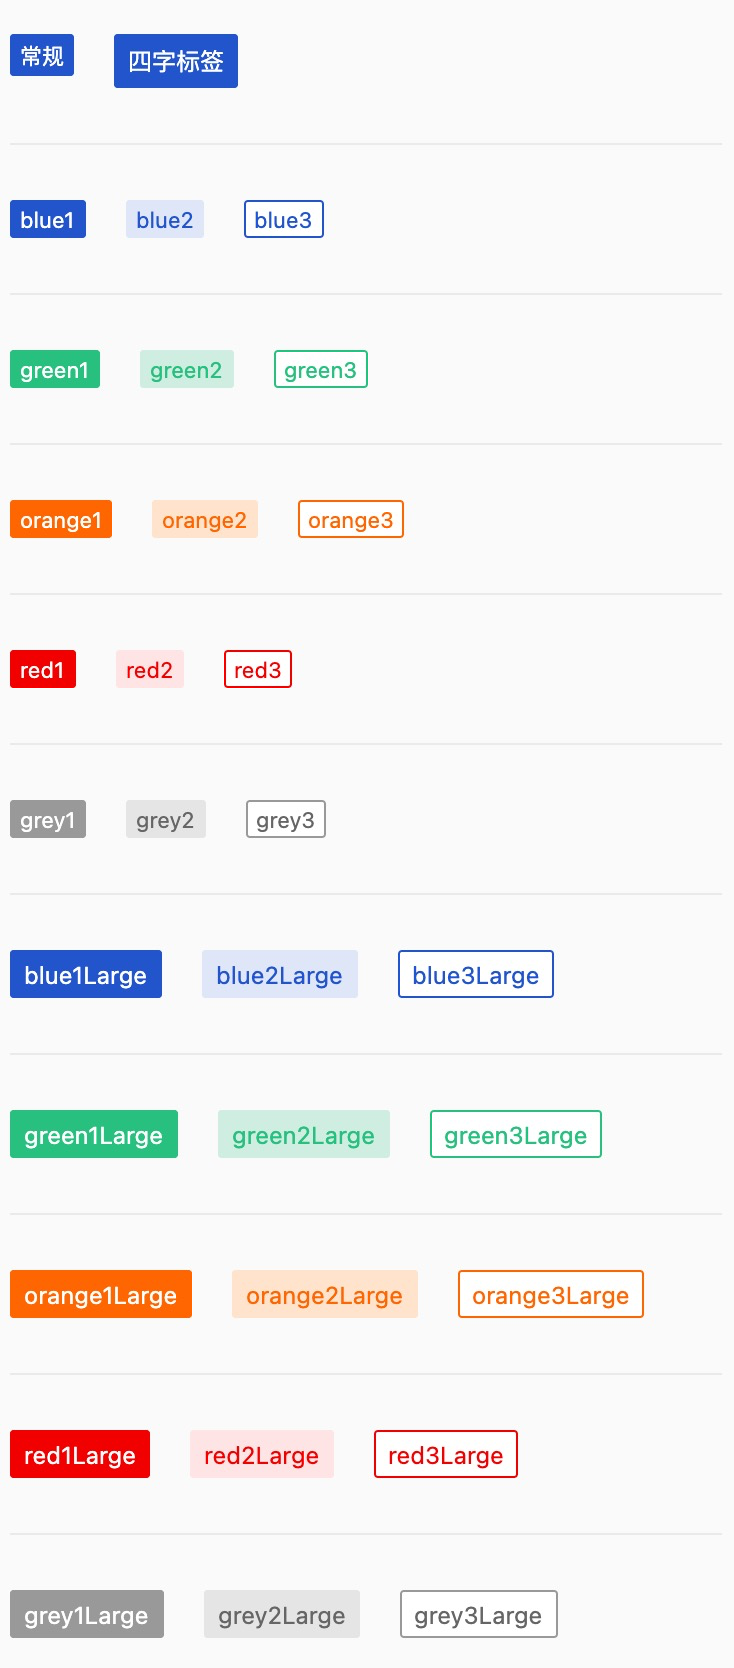 常规 四字标签
blue1 blue2 blue3
green1 green2 green3
orange1 orange2 orange3
red1 red2 red3
grey1 grey2 grey3
blue1Large blue2Large blue3Large
green1Large green2Large green3Large
orange1Large orange2Large orange3Large
red1Large red2Large red3Large
grey1Large grey2Large grey3Large